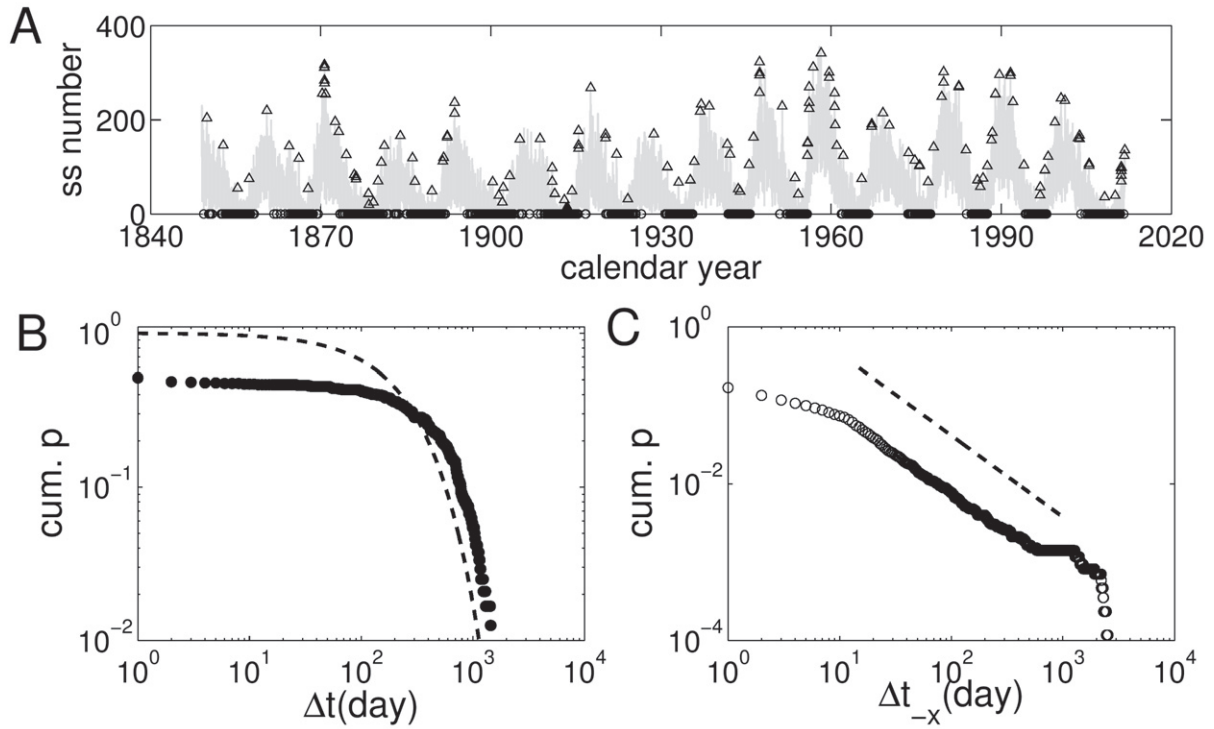 A
ss number
400
200
0
1840
1870
1900
1930
1960
1990
2020
calendar year
B
cum. p
10^0
10^-1
10^-2
10^0
10^1
10^2
10^3
10^4
Δt(day)
C
cum. p
10^0
10^-2
10^-4
10^0
10^1
10^2
10^3
10^4
Δt_-x(day)